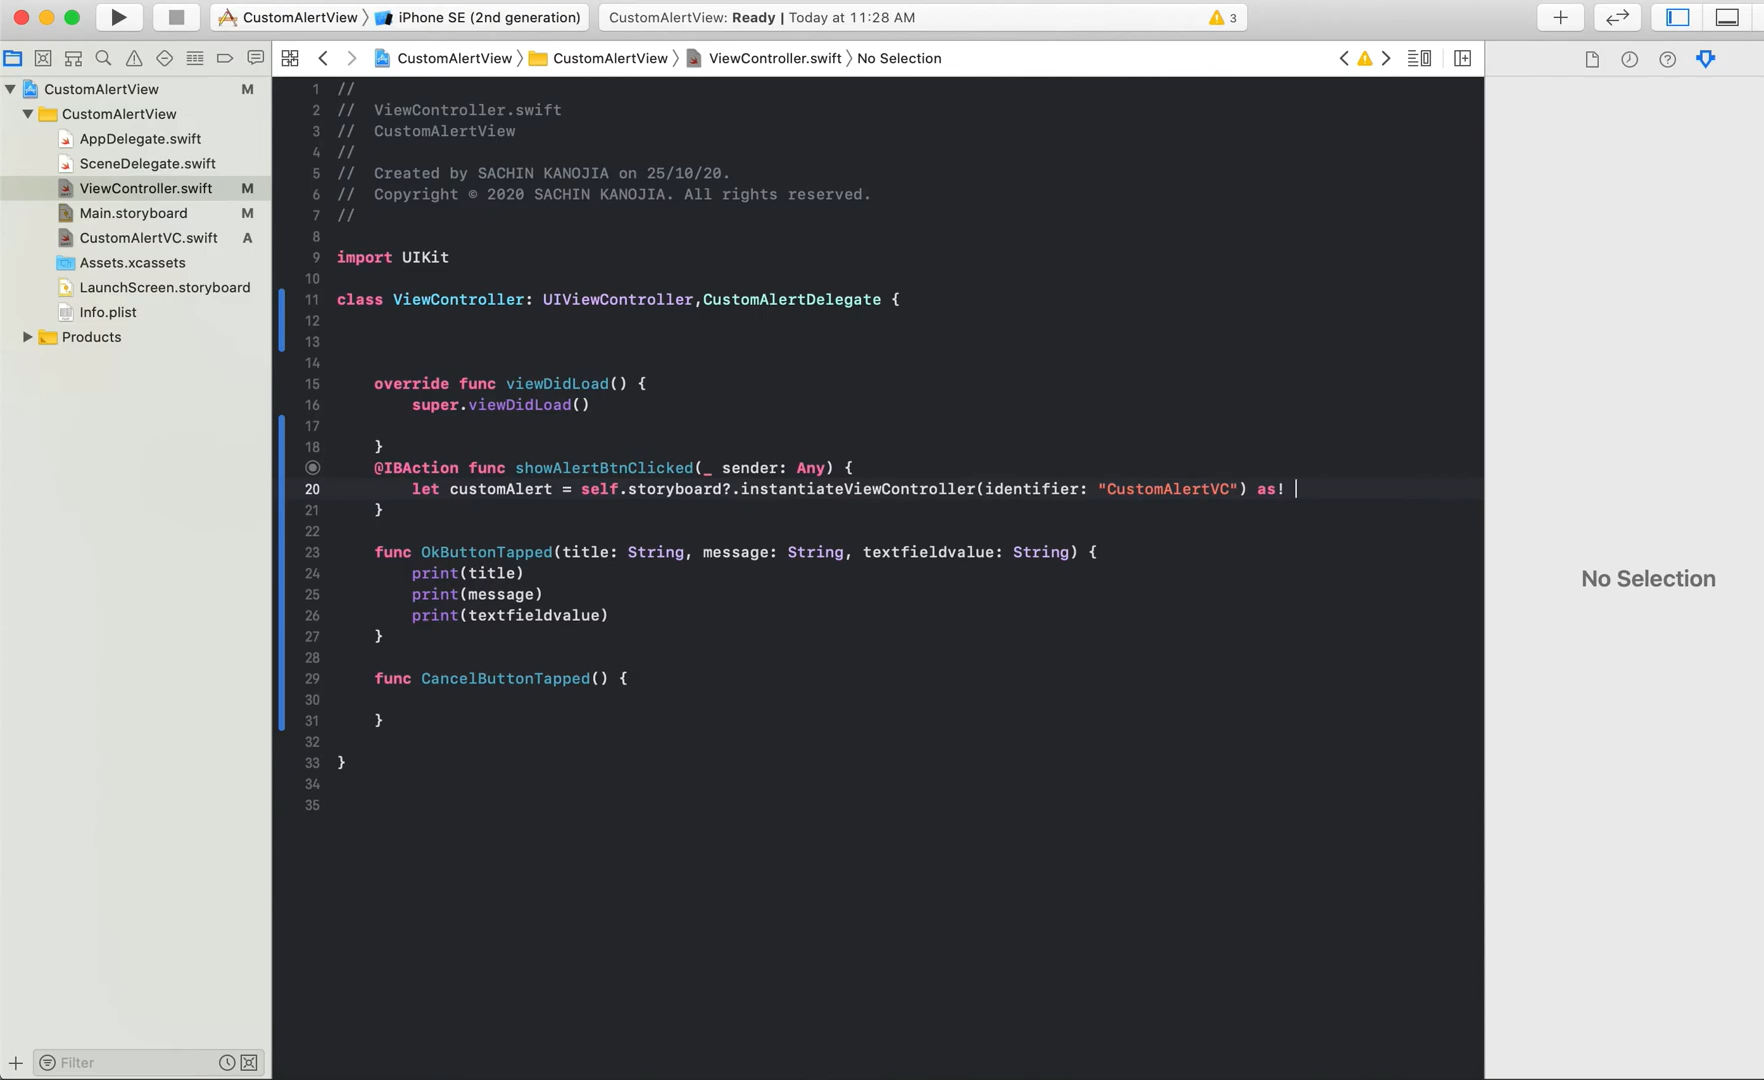 CustomAlertView 〉 iPhone SE (2nd generation)
CustomAlertView: Ready | Today at 11:28 AM
3
CustomAlertView 〉 CustomAlertView 〉 ViewController.swift 〉 No Selection
CustomAlertView M
CustomAlertView
AppDelegate.swift
SceneDelegate.swift
ViewController.swift M
Main.storyboard M
CustomAlertVC.swift A
Assets.xcassets
LaunchScreen.storyboard
Info.plist
Products
Filter
1 //
2 //  ViewController.swift
3 //  CustomAlertView
4 //
5 //  Created by SACHIN KANOJIA on 25/10/20.
6 //  Copyright © 2020 SACHIN KANOJIA. All rights reserved.
7 //
8
9 import UIKit
10
11 class ViewController: UIViewController,CustomAlertDelegate {
12
13
14
15     override func viewDidLoad() {
16         super.viewDidLoad()
17
18     }
@IBAction func showAlertBtnClicked(_ sender: Any) {
20         let customAlert = self.storyboard?.instantiateViewController(identifier: "CustomAlertVC") as!
21     }
22
23     func OkButtonTapped(title: String, message: String, textfieldvalue: String) {
24         print(title)
25         print(message)
26         print(textfieldvalue)
27     }
28
29     func CancelButtonTapped() {
30
31     }
32
33 }
34
35
No Selection